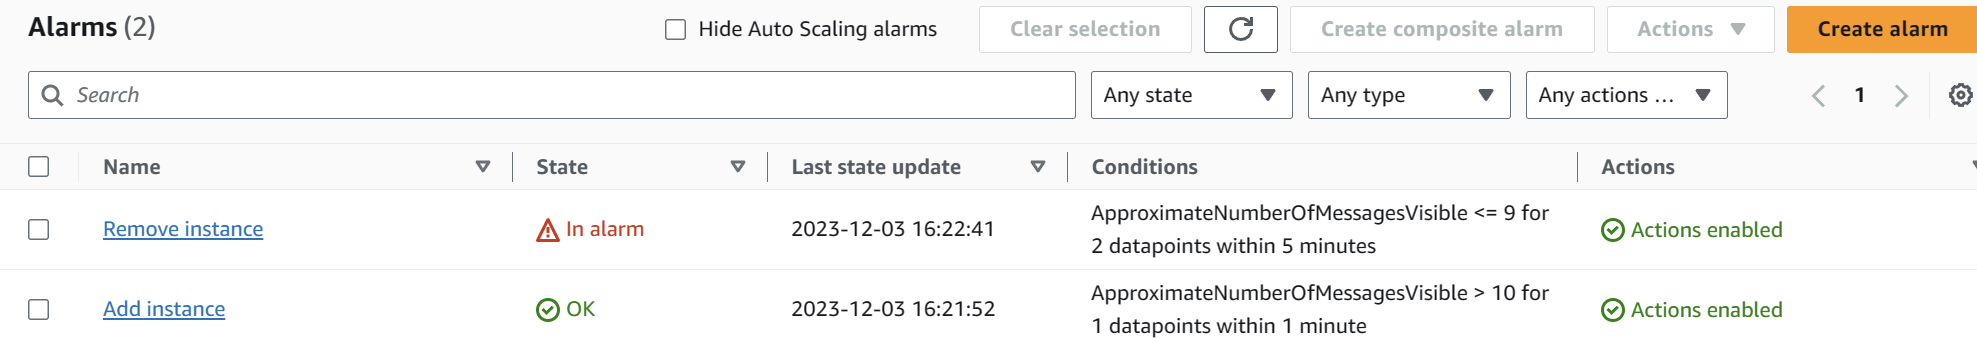 Alarms (2)
Hide Auto Scaling alarms
Clear selection
Create composite alarm
Actions
Create alarm
Search
Any state
Any type
Any actions ...
1
Name
State
Last state update
Conditions
Actions
Remove instance
In alarm
2023-12-03 16:22:41
ApproximateNumberOfMessagesVisible <= 9 for
2 datapoints within 5 minutes
Actions enabled
Add instance
OK
2023-12-03 16:21:52
ApproximateNumberOfMessagesVisible > 10 for
1 datapoints within 1 minute
Actions enabled